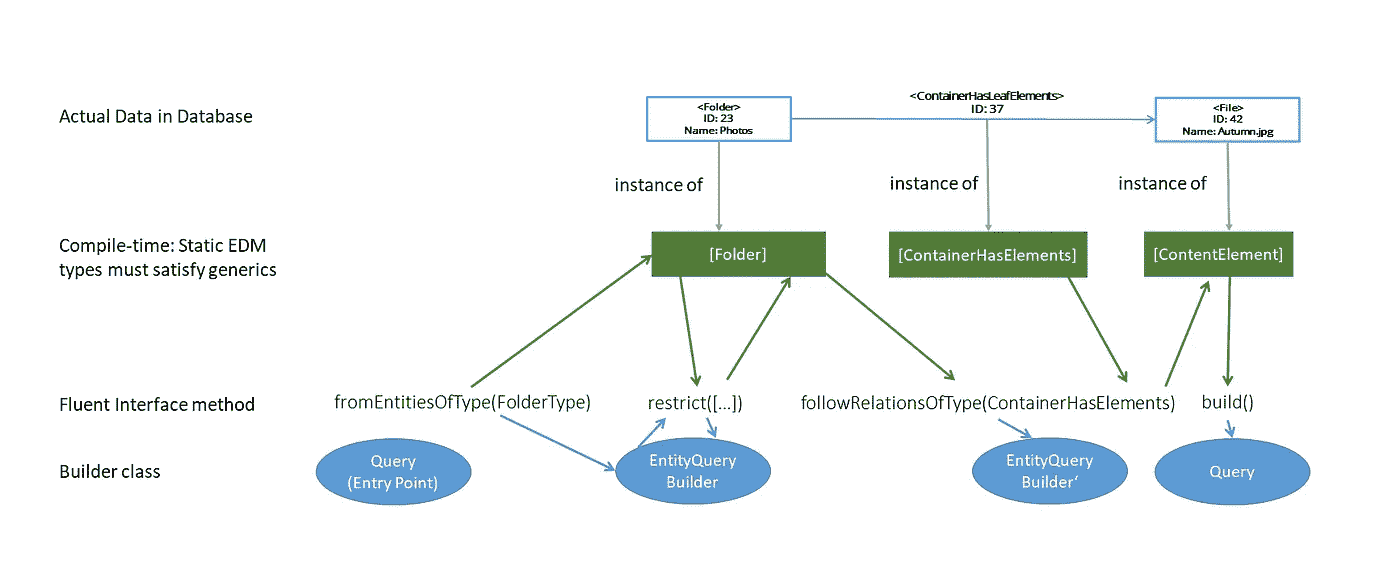 Actual Data in Database
<Folder>
ID: 23
Name: Photos
<ContainerHasLeafElements>
ID: 37
<File>
ID: 42
Name: Autumn.jpg
instance of
instance of
instance of
Compile-time: Static EDM
types must satisfy generics
[Folder]
[ContainerHasElements]
[ContentElement]
Fluent Interface method
fromEntitiesOfType(FolderType)
restrict([...])
followRelationsOfType(ContainerHasElements)
build()
Builder class
Query
(Entry Point)
EntityQuery
Builder
EntityQuery
Builder‘
Query